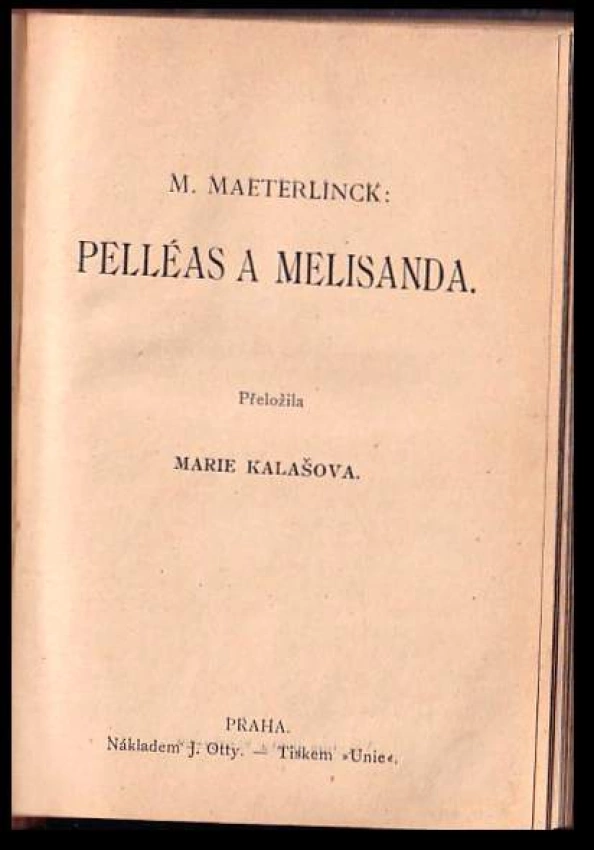 M. MAETERLINCK:
PELLÉAS A MELISANDA.
Přeložila
MARIE KALAŠOVA.
PRAHA.
Nákladem J. Otty. — Tiskem »Unie«.